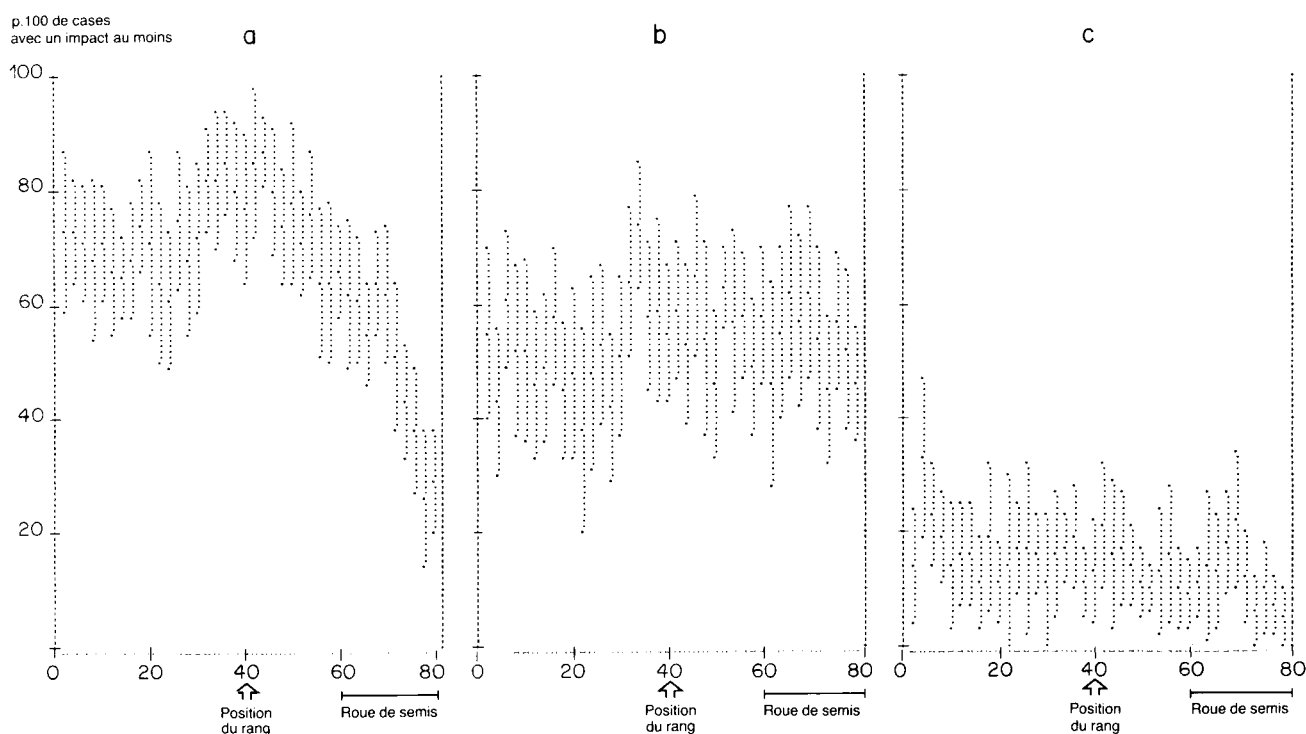 p.100 de cases
avec un impact au moins
a
b
c
100
80
60
40
20
0 20 40 60 80
0 20 40 60 80
0 20 40 60 80
Position
du rang
Roue de semis
Position
du rang
Roue de semis
Position
du rang
Roue de semis